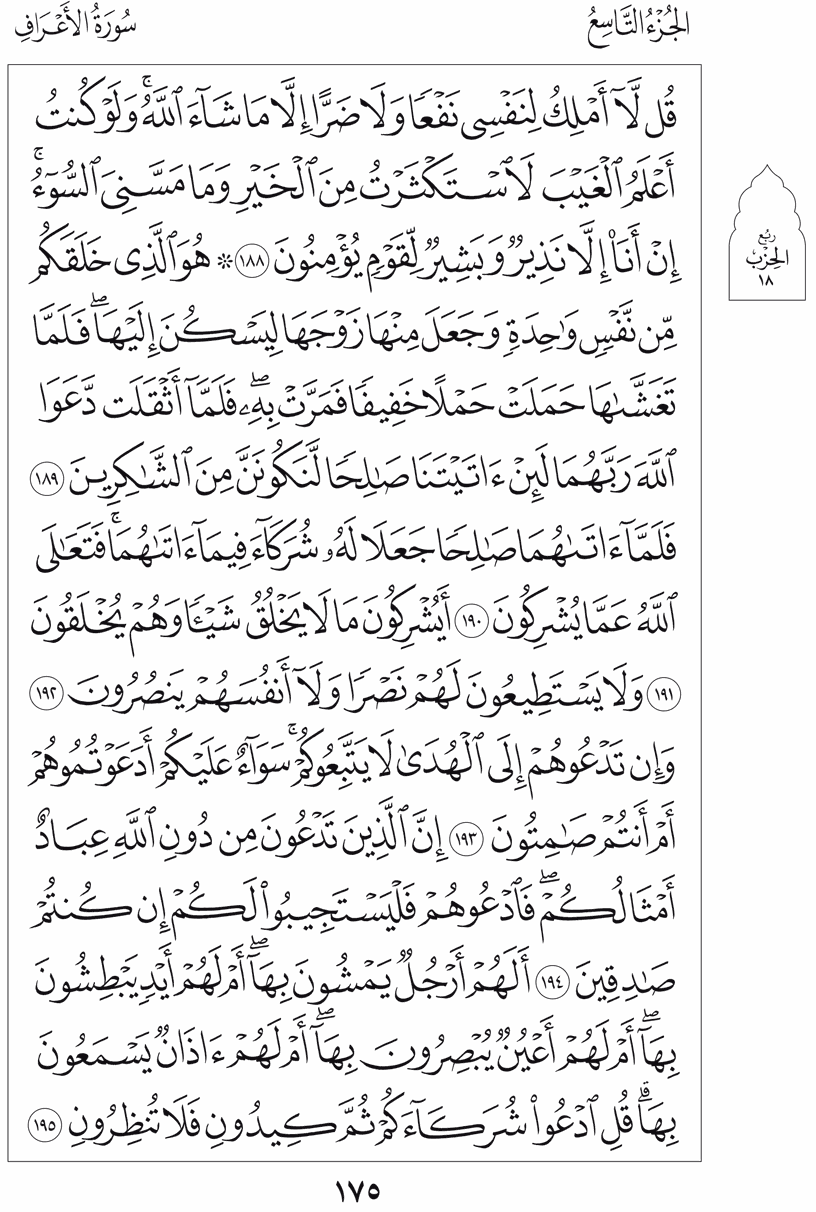 الجُزْءُ التَّاسِعُ
سُورَةُ الأَعْرَافِ
قُل لَّآ أَمْلِكُ لِنَفْسِى نَفْعًا وَلَا ضَرًّا إِلَّا مَا شَآءَ ٱللَّهُۚ وَلَوْ كُنتُ
أَعْلَمُ ٱلْغَيْبَ لَٱسْتَكْثَرْتُ مِنَ ٱلْخَيْرِ وَمَا مَسَّنِىَ ٱلسُّوٓءُۚ
إِنْ أَنَا۠ إِلَّا نَذِيرٌ وَبَشِيرٌ لِّقَوْمٍ يُؤْمِنُونَ ١٨٨ ۞ هُوَ ٱلَّذِى خَلَقَكُم
مِّن نَّفْسٍ وَٰحِدَةٍ وَجَعَلَ مِنْهَا زَوْجَهَا لِيَسْكُنَ إِلَيْهَاۖ فَلَمَّا
تَغَشَّىٰهَا حَمَلَتْ حَمْلًا خَفِيفًا فَمَرَّتْ بِهِۦۖ فَلَمَّآ أَثْقَلَت دَّعَوَا
ٱللَّهَ رَبَّهُمَا لَئِنْ ءَاتَيْتَنَا صَٰلِحًا لَّنَكُونَنَّ مِنَ ٱلشَّٰكِرِينَ ١٨٩
فَلَمَّآ ءَاتَىٰهُمَا صَٰلِحًا جَعَلَا لَهُۥ شُرَكَآءَ فِيمَآ ءَاتَىٰهُمَاۚ فَتَعَٰلَى
ٱللَّهُ عَمَّا يُشْرِكُونَ ١٩٠ أَيُشْرِكُونَ مَا لَا يَخْلُقُ شَيْـًٔا وَهُمْ يُخْلَقُونَ
١٩١ وَلَا يَسْتَطِيعُونَ لَهُمْ نَصْرًا وَلَآ أَنفُسَهُمْ يَنصُرُونَ ١٩٢
وَإِن تَدْعُوهُمْ إِلَى ٱلْهُدَىٰ لَا يَتَّبِعُوكُمْۚ سَوَآءٌ عَلَيْكُمْ أَدَعَوْتُمُوهُمْ
أَمْ أَنتُمْ صَٰمِتُونَ ١٩٣ إِنَّ ٱلَّذِينَ تَدْعُونَ مِن دُونِ ٱللَّهِ عِبَادٌ
أَمْثَالُكُمْۖ فَٱدْعُوهُمْ فَلْيَسْتَجِيبُوا۟ لَكُمْ إِن كُنتُمْ
صَٰدِقِينَ ١٩٤ أَلَهُمْ أَرْجُلٌ يَمْشُونَ بِهَآۖ أَمْ لَهُمْ أَيْدٍ يَبْطِشُونَ
بِهَآۖ أَمْ لَهُمْ أَعْيُنٌ يُبْصِرُونَ بِهَآۖ أَمْ لَهُمْ ءَاذَانٌ يَسْمَعُونَ
بِهَاۗ قُلِ ٱدْعُوا۟ شُرَكَآءَكُمْ ثُمَّ كِيدُونِ فَلَا تُنظِرُونِ ١٩٥
رُبع
الحِزْب
١٨
١٧٥